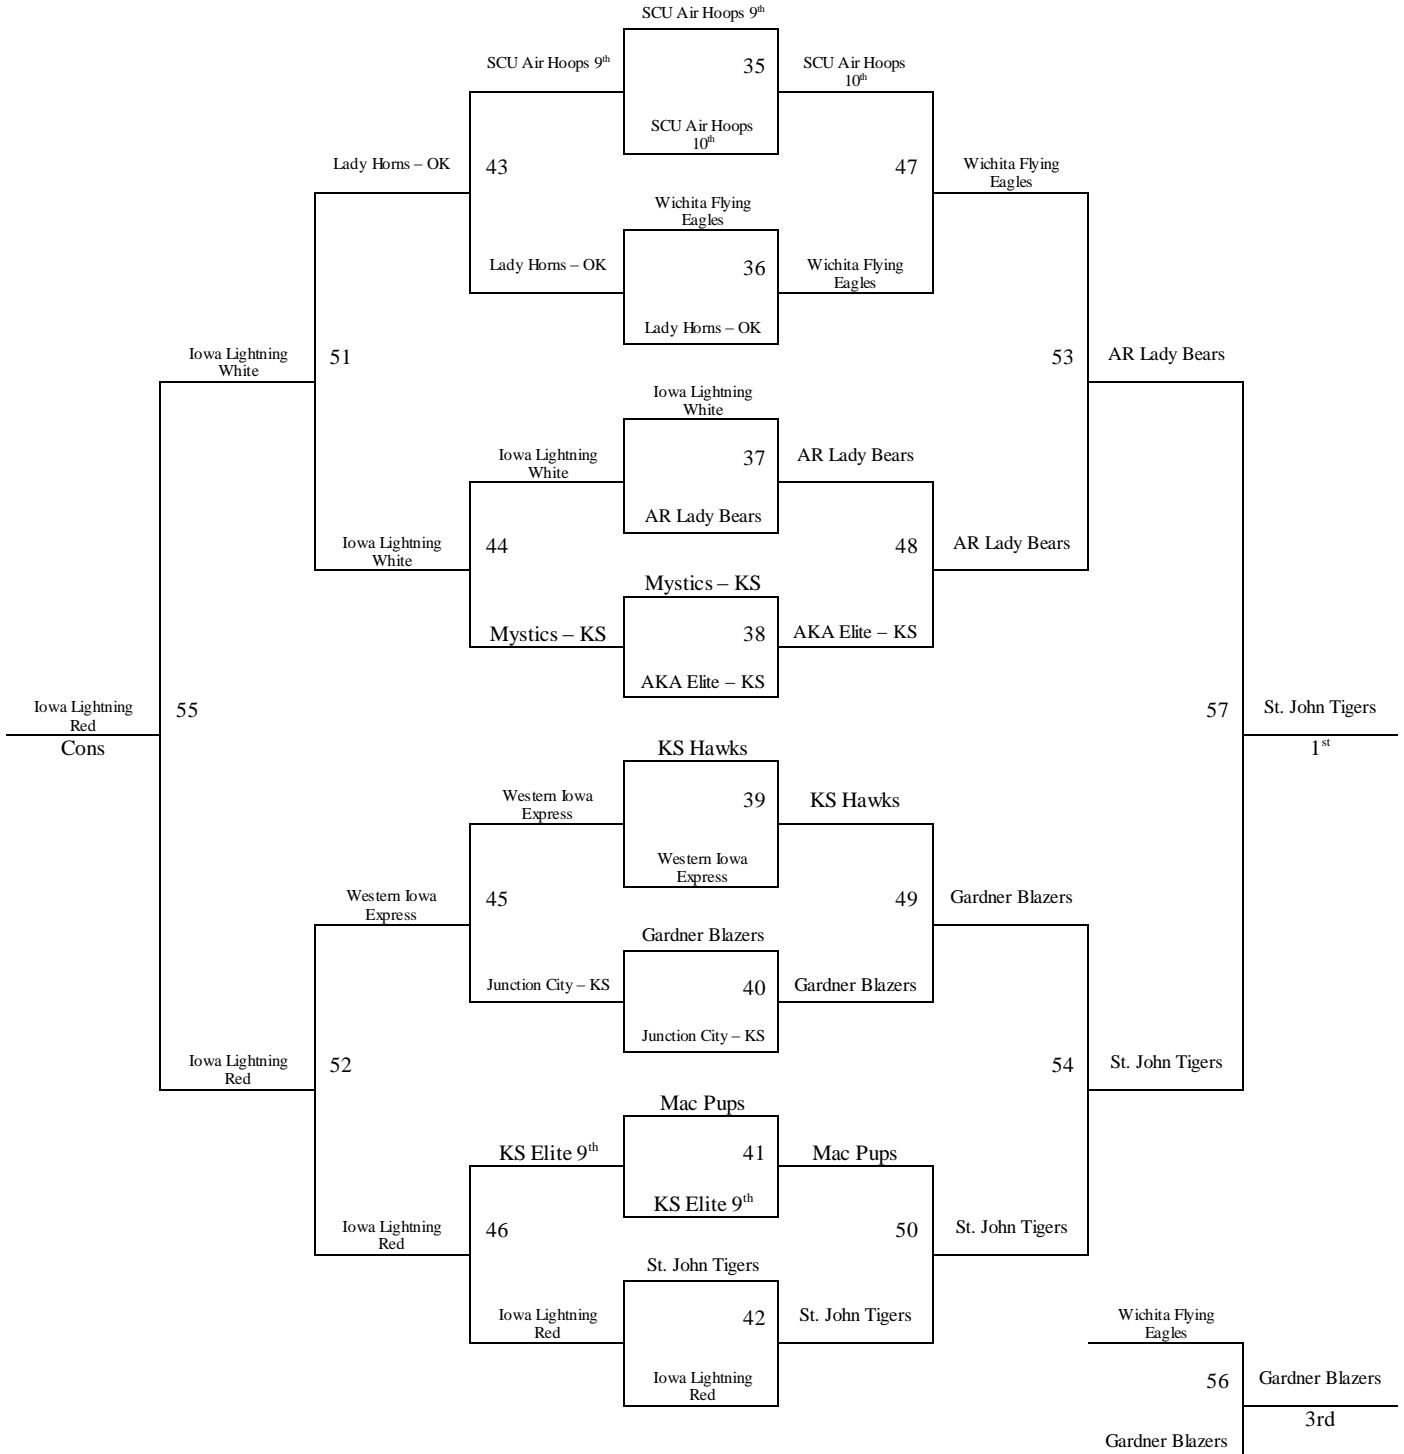 SCU Air Hoops 9th
SCU Air Hoops 9th
35
SCU Air Hoops
10th
SCU Air Hoops
10th
Lady Horns – OK
43
47
Wichita Flying
Eagles
Wichita Flying
Eagles
Lady Horns – OK
36
Wichita Flying
Eagles
Lady Horns – OK
Iowa Lightning
White
51
53
AR Lady Bears
Iowa Lightning
White
Iowa Lightning
White
37
AR Lady Bears
AR Lady Bears
Iowa Lightning
White
44
48
AR Lady Bears
Mystics – KS
Mystics – KS
38
AKA Elite – KS
AKA Elite – KS
Iowa Lightning
Red
Cons
55
57
St. John Tigers
1st
KS Hawks
Western Iowa
Express
39
KS Hawks
Western Iowa
Express
Western Iowa
Express
45
49
Gardner Blazers
Gardner Blazers
Junction City – KS
40
Gardner Blazers
Junction City – KS
Iowa Lightning
Red
52
54
St. John Tigers
Mac Pups
KS Elite 9th
41
Mac Pups
KS Elite 9th
Iowa Lightning
Red
46
50
St. John Tigers
St. John Tigers
Iowa Lightning
Red
42
St. John Tigers
Iowa Lightning
Red
Wichita Flying
Eagles
56
Gardner Blazers
3rd
Gardner Blazers